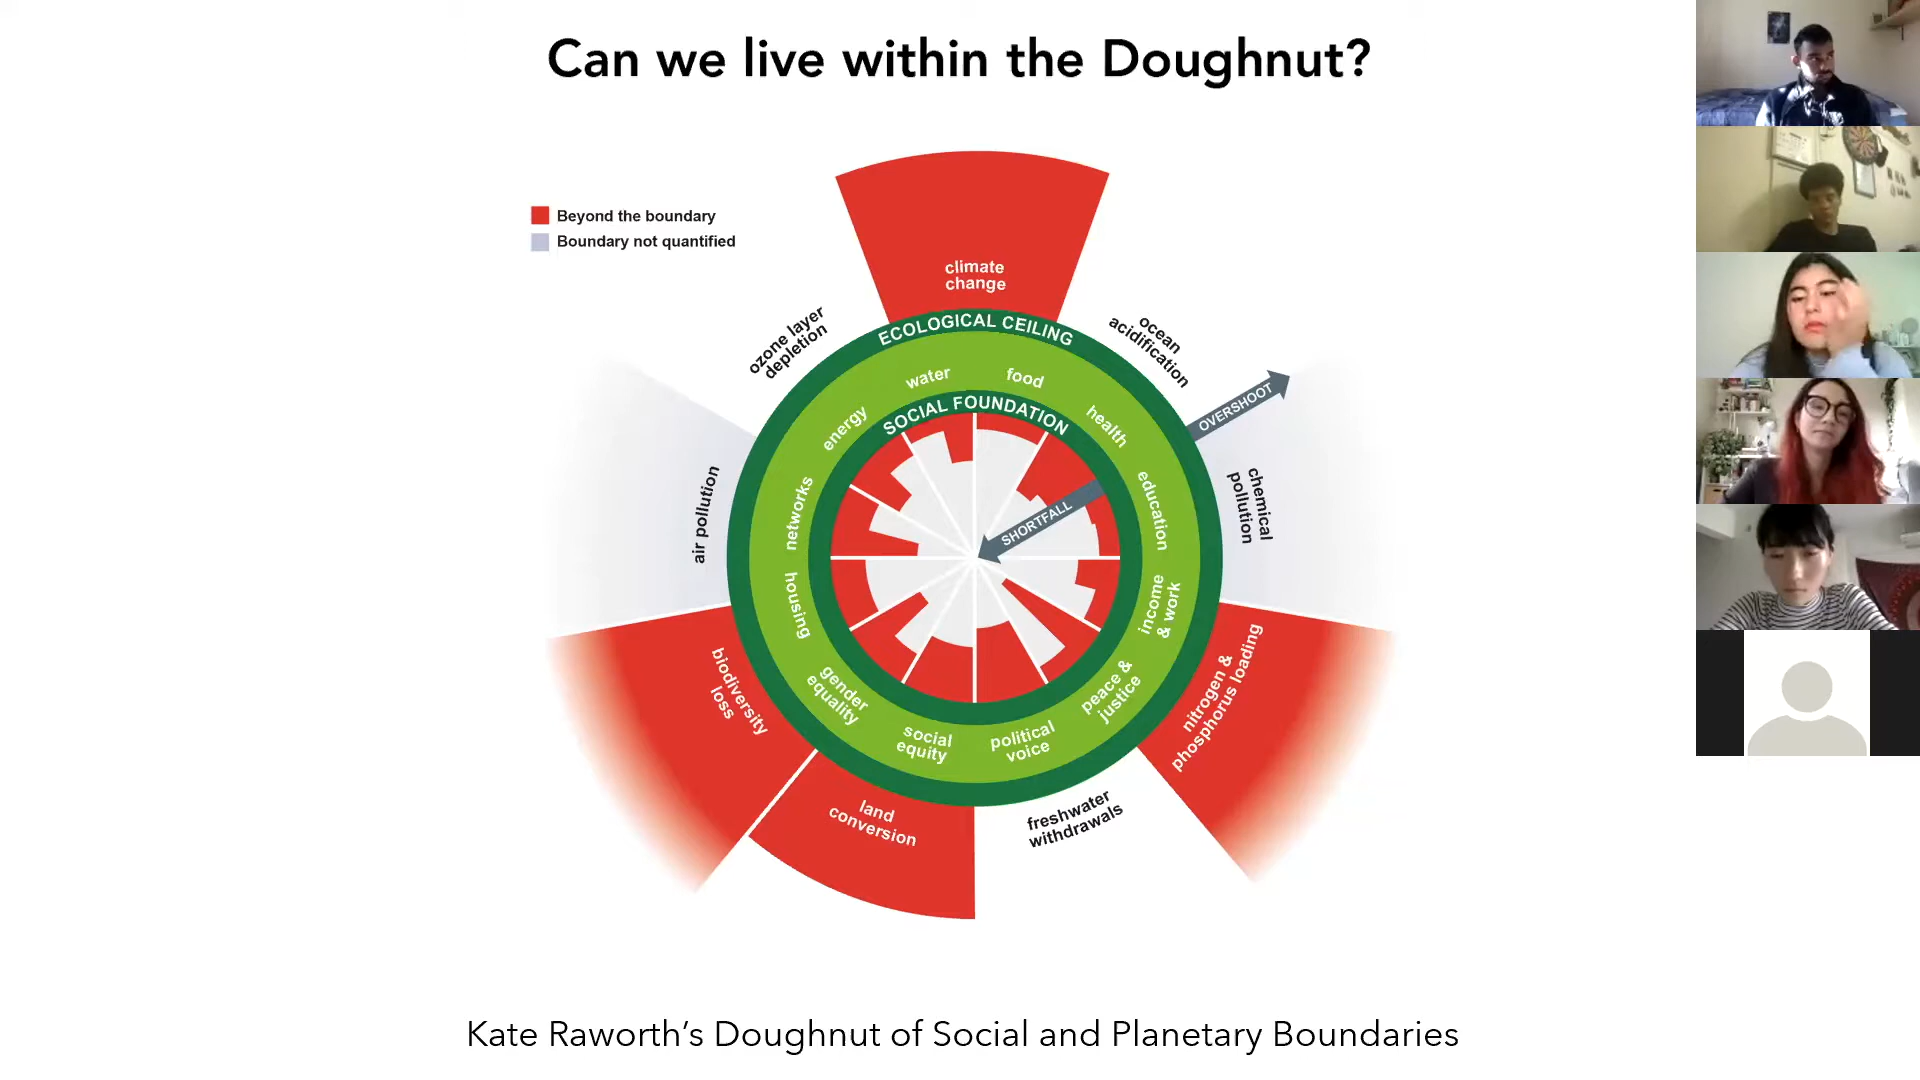 Can we live within the Doughnut?
Beyond the boundary
Boundary not quantified
climate
change
ozone layer
depletion
ocean
acidification
ECOLOGICAL CEILING
OVERSHOOT
water
food
energy
health
SOCIAL FOUNDATION
networks
education
SHORTFALL
air pollution
chemical
pollution
housing
income
& work
gender
equality
peace &
justice
social
equity
political
voice
biodiversity
loss
nitrogen &
phosphorus loading
land
conversion
freshwater
withdrawals
Kate Raworth’s Doughnut of Social and Planetary Boundaries